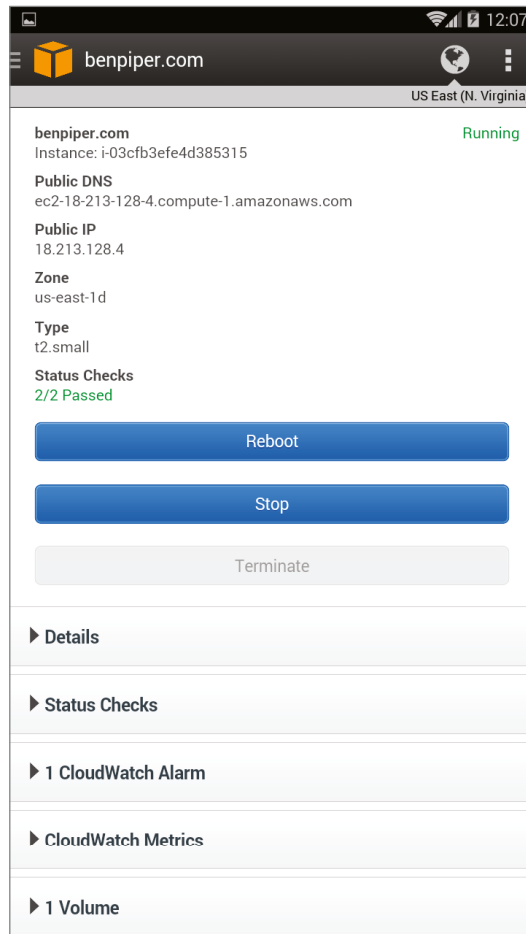 12:07
benpiper.com
US East (N. Virginia
benpiper.com
Running
Instance: i-03cfb3efe4d385315
Public DNS
ec2-18-213-128-4.compute-1.amazonaws.com
Public IP
18.213.128.4
Zone
us-east-1d
Type
t2.small
Status Checks
2/2 Passed
Reboot
Stop
Terminate
Details
Status Checks
1 CloudWatch Alarm
CloudWatch Metrics
1 Volume